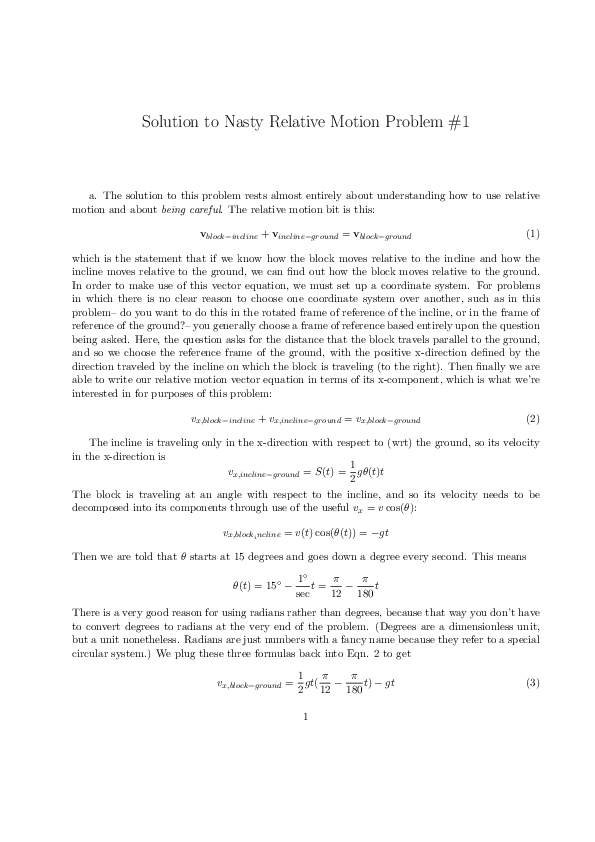 Solution to Nasty Relative Motion Problem #1
a. The solution to this problem rests almost entirely about understanding how to use relative
motion and about being careful. The relative motion bit is this:
v_{block−incline} + v_{incline−ground} = v_{block−ground} (1)
which is the statement that if we know how the block moves relative to the incline and how the
incline moves relative to the ground, we can find out how the block moves relative to the ground.
In order to make use of this vector equation, we must set up a coordinate system. For problems
in which there is no clear reason to choose one coordinate system over another, such as in this
problem– do you want to do this in the rotated frame of reference of the incline, or in the frame of
reference of the ground?– you generally choose a frame of reference based entirely upon the question
being asked. Here, the question asks for the distance that the block travels parallel to the ground,
and so we choose the reference frame of the ground, with the positive x-direction defined by the
direction traveled by the incline on which the block is traveling (to the right). Then finally we are
able to write our relative motion vector equation in terms of its x-component, which is what we're
interested in for purposes of this problem:
v_{x,block−incline} + v_{x,incline−ground} = v_{x,block−ground} (2)
The incline is traveling only in the x-direction with respect to (wrt) the ground, so its velocity
in the x-direction is
v_{x,incline−ground} = S(t) = \frac{1}{2}gθ(t)t
The block is traveling at an angle with respect to the incline, and so its velocity needs to be
decomposed into its components through use of the useful v_x = v cos(θ):
v_{x,block_incline} = v(t) cos(θ(t)) = −gt
Then we are told that θ starts at 15 degrees and goes down a degree every second. This means
θ(t) = 15° − \frac{1°}{sec}t = \frac{π}{12} − \frac{π}{180}t
There is a very good reason for using radians rather than degrees, because that way you don't have
to convert degrees to radians at the very end of the problem. (Degrees are a dimensionless unit,
but a unit nonetheless. Radians are just numbers with a fancy name because they refer to a special
circular system.) We plug these three formulas back into Eqn. 2 to get
v_{x,block−ground} = \frac{1}{2}gt(\frac{π}{12} − \frac{π}{180}t) − gt (3)
1